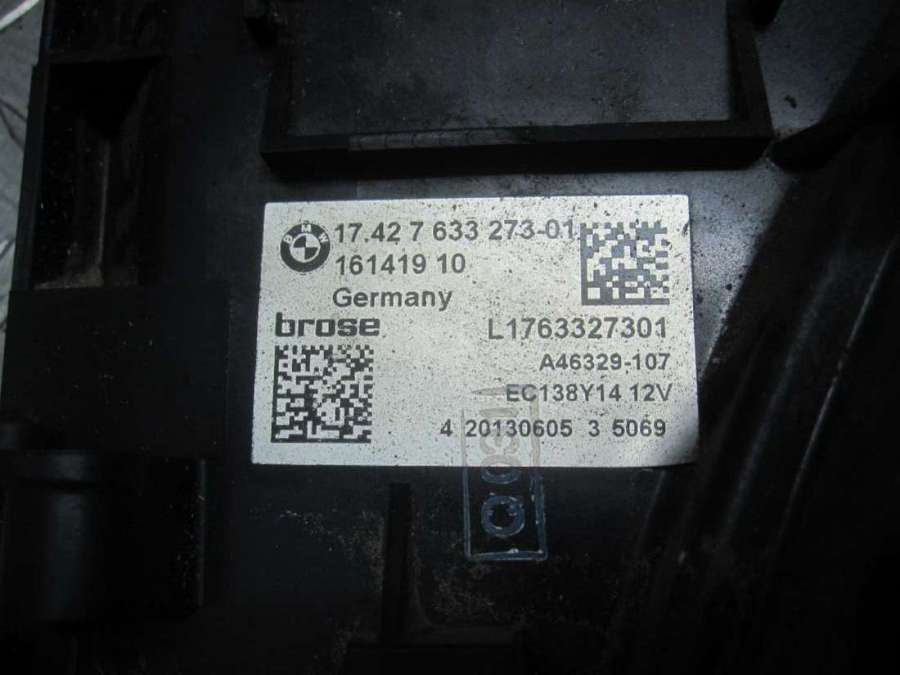 BMW
17.42 7 633 273-01
161419 10
Germany
brose
L1763327301
A46329-107
EC138Y14 12V
4 20130605 3 5069